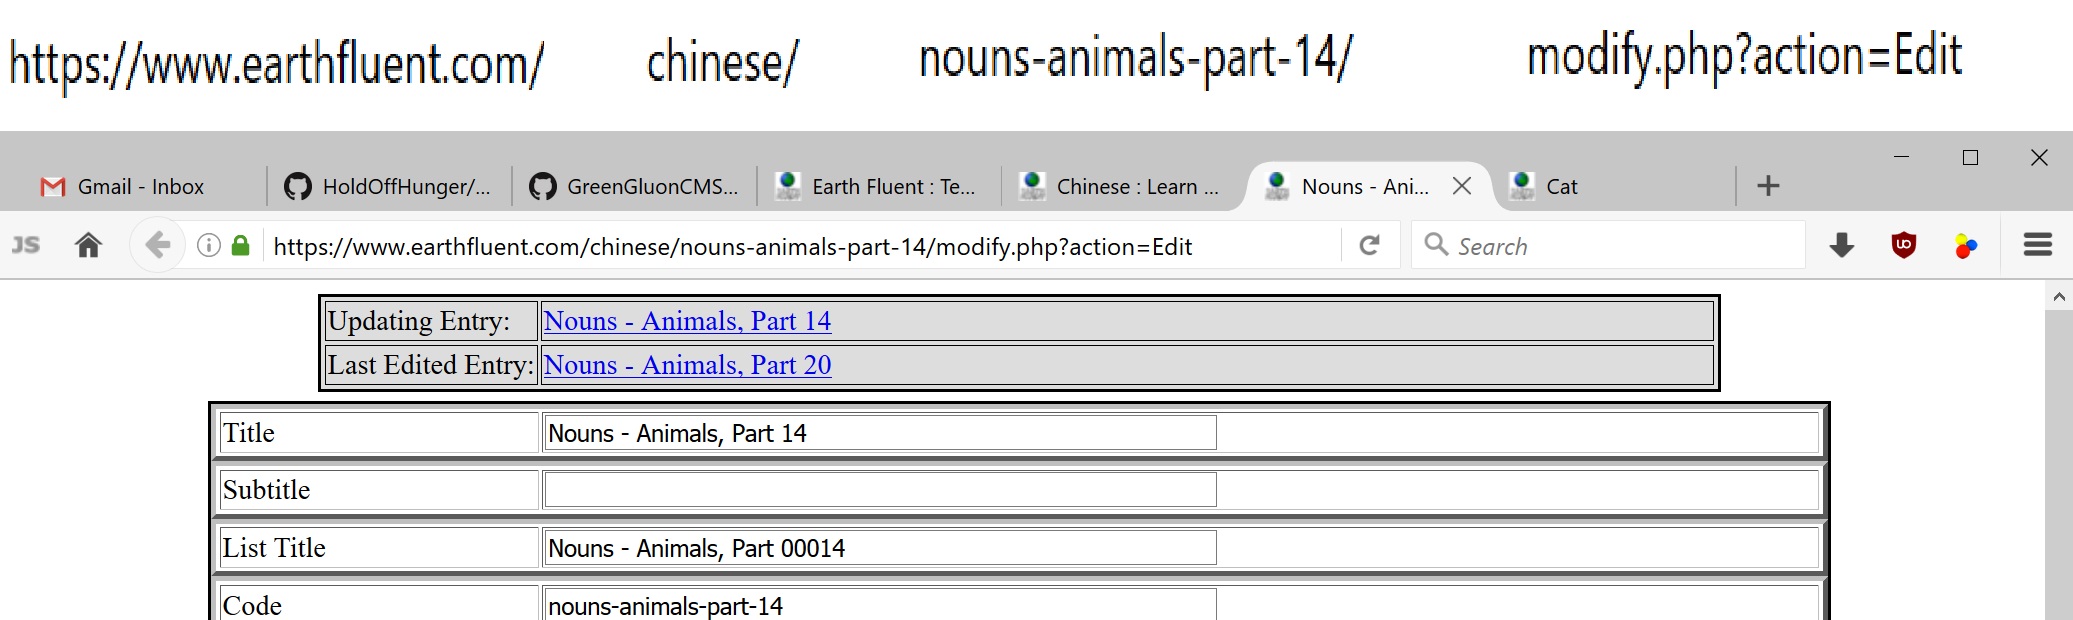 https://www.earthfluent.com/ chinese/ nouns-animals-part-14/ modify.php?action=Edit
Gmail - Inbox HoldOffHunger/... GreenGluonCMS... Earth Fluent : Te... Chinese : Learn ... Nouns - Ani... Cat
JS https://www.earthfluent.com/chinese/nouns-animals-part-14/modify.php?action=Edit Search
Updating Entry: Nouns - Animals, Part 14
Last Edited Entry: Nouns - Animals, Part 20
Title Nouns - Animals, Part 14
Subtitle
List Title Nouns - Animals, Part 00014
Code nouns-animals-part-14